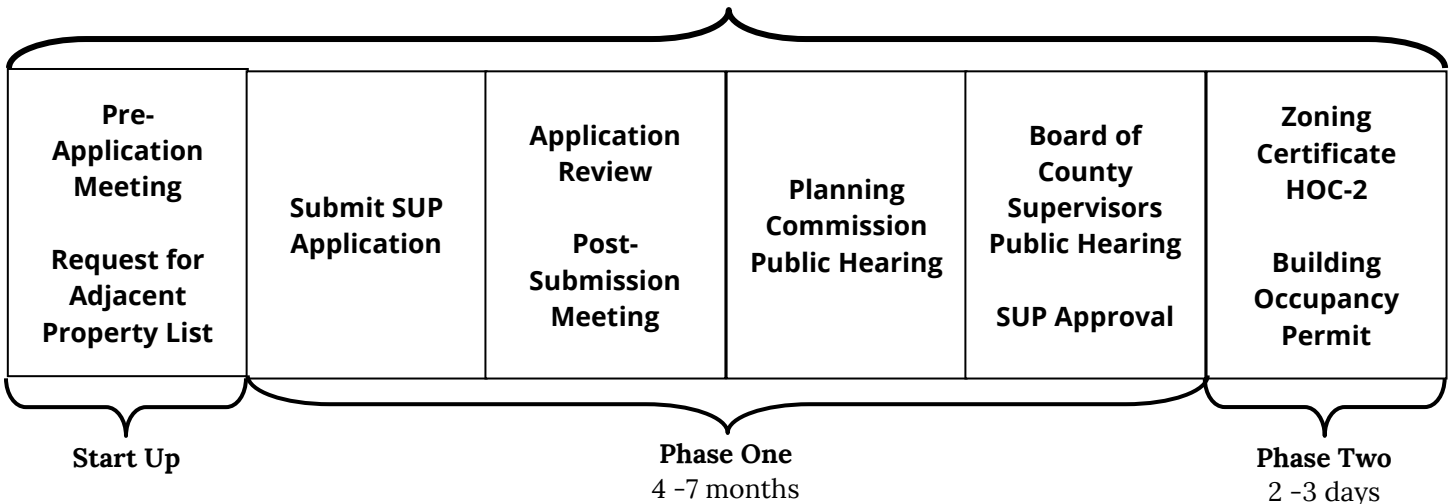 Pre-
Application
Meeting
Request for
Adjacent
Property List
Submit SUP
Application
Application
Review
Post-
Submission
Meeting
Planning
Commission
Public Hearing
Board of
County
Supervisors
Public Hearing
SUP Approval
Zoning
Certificate
HOC-2
Building
Occupancy
Permit
Start Up
Phase One
4 -7 months
Phase Two
2 -3 days